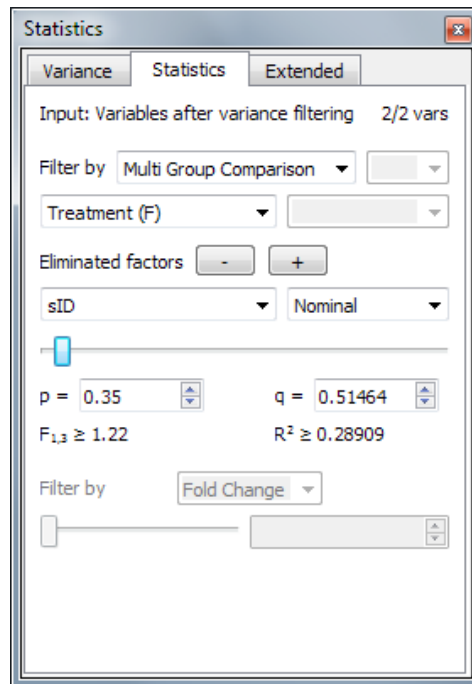 Statistics
Variance Statistics Extended
Input: Variables after variance filtering 2/2 vars
Filter by Multi Group Comparison
Treatment (F)
Eliminated factors - +
sID Nominal
p = 0.35 q = 0.51464
F₁,₃ ≥ 1.22 R² ≥ 0.28909
Filter by Fold Change